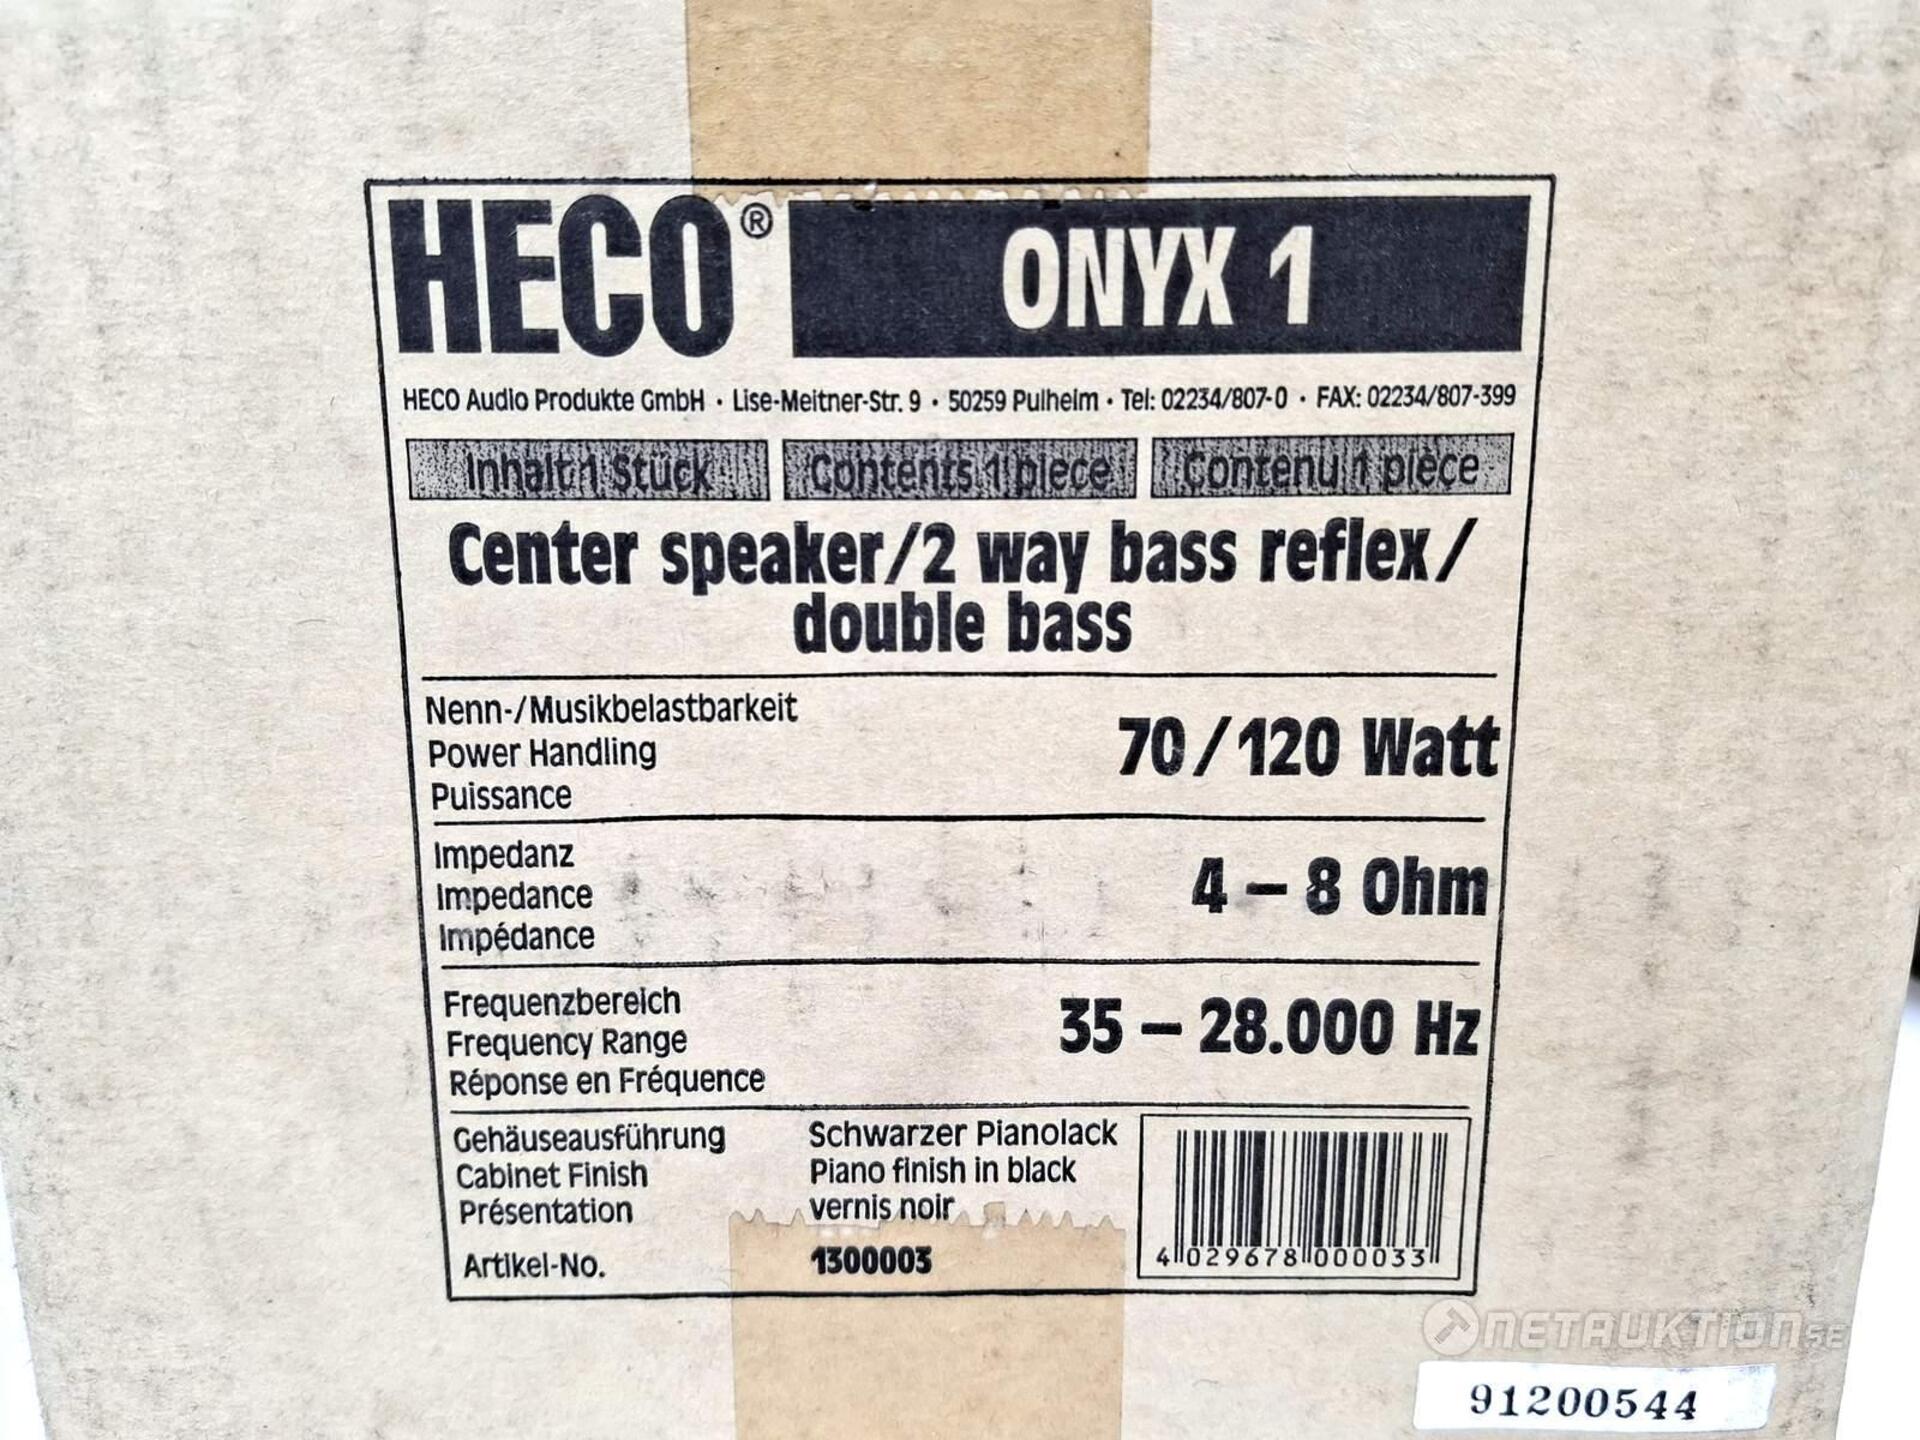 HECO® ONYX 1
HECO Audio Produkte GmbH · Lise-Meitner-Str. 9 · 50259 Pulheim · Tel: 02234/807-0 · FAX: 02234/807-399
Inhalt 1 Stück Contents 1 piece Contenu 1 pièce
Center speaker/2 way bass reflex/
double bass
Nenn-/Musikbelastbarkeit
Power Handling
Puissance
70/120 Watt
Impedanz
Impedance
Impédance
4 – 8 Ohm
Frequenzbereich
Frequency Range
Réponse en Fréquence
35 – 28.000 Hz
Gehäuseausführung Schwarzer Pianolack
Cabinet Finish Piano finish in black
Présentation vernis noir
Artikel-No. 1300003
4 029678 000033
NETAUKTION.SE
91200544